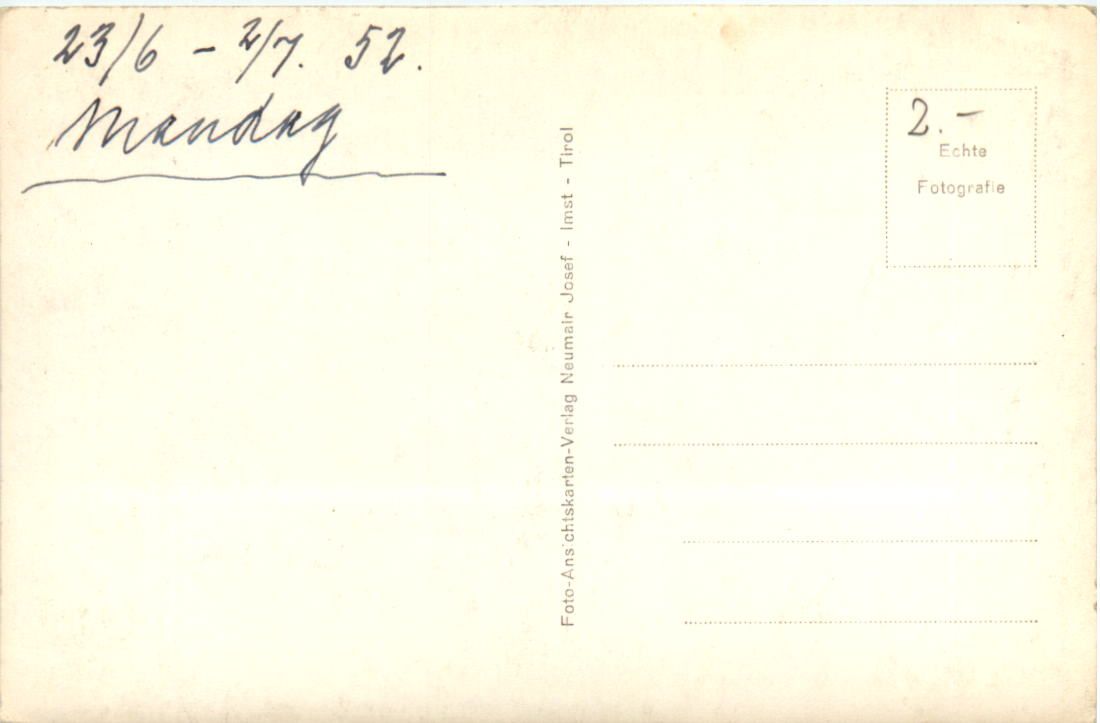 23/6 - 2/7. 52.
Mandag
Foto-Ansichtskarten-Verlag Neumair Josef - Imst - Tirol
2.-
Echte
Fotografie